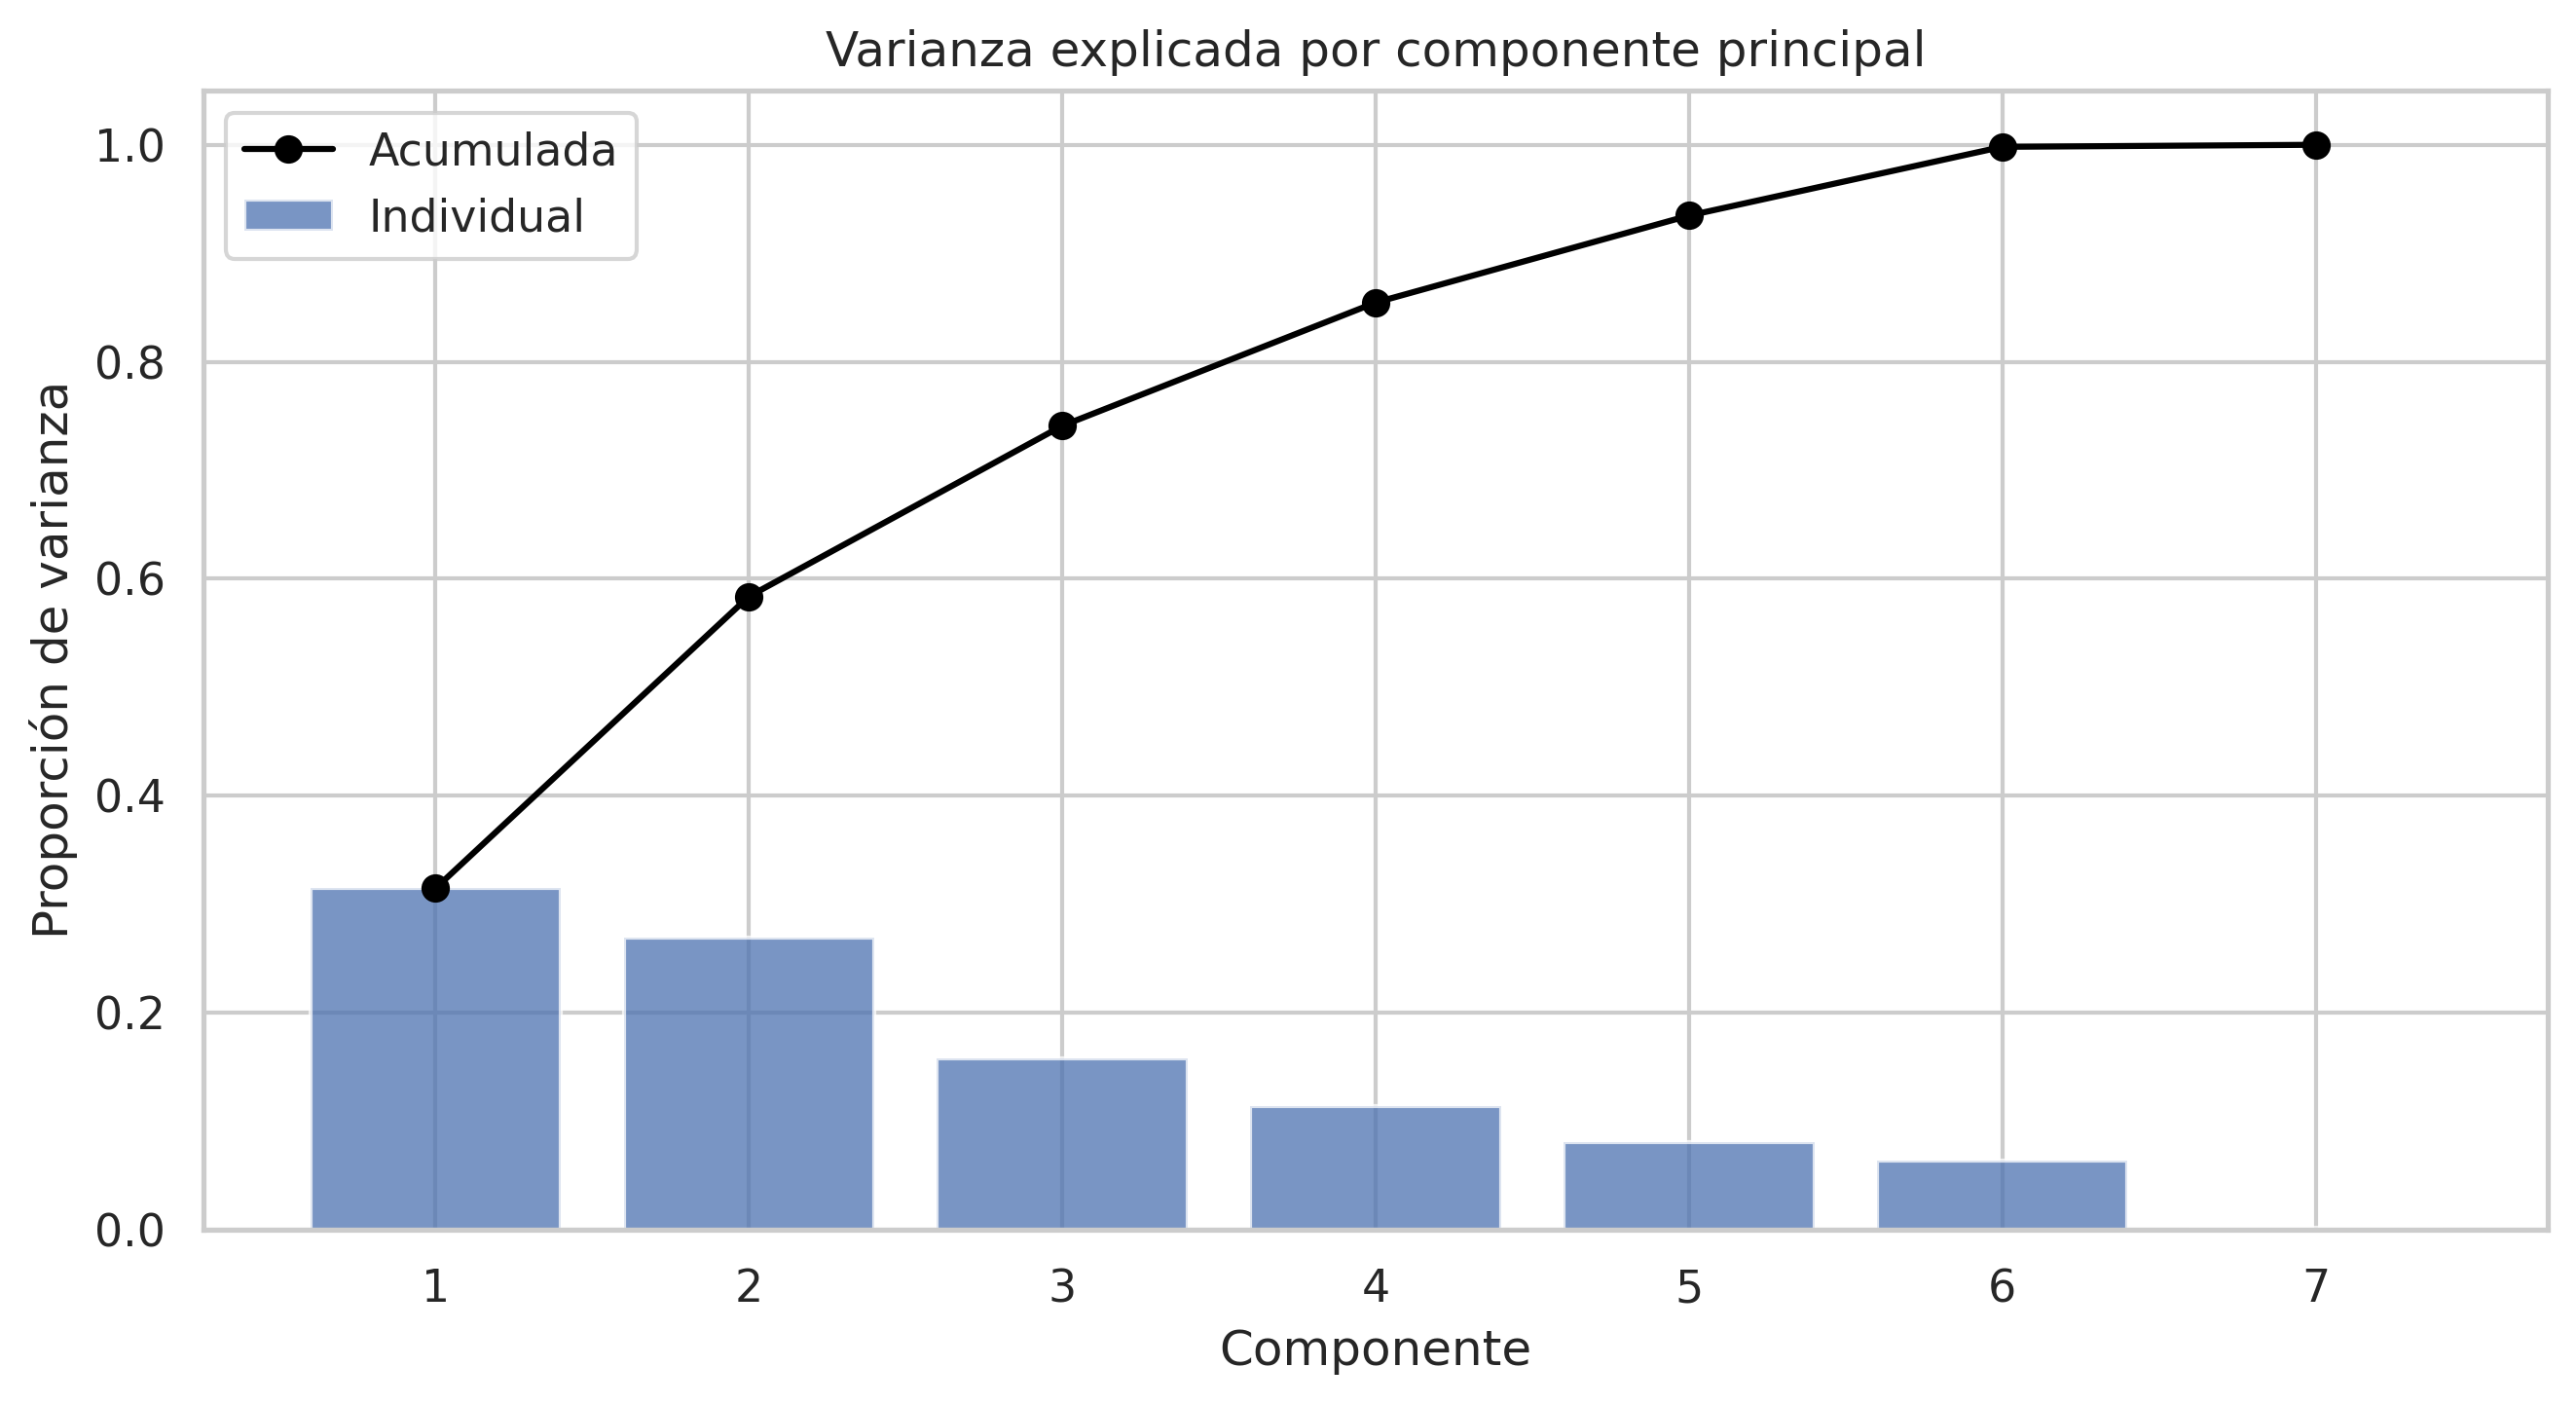 Varianza explicada por componente principal
Acumulada
Individual
Proporción de varianza
1.0
0.8
0.6
0.4
0.2
0.0
1 2 3 4 5 6 7
Componente